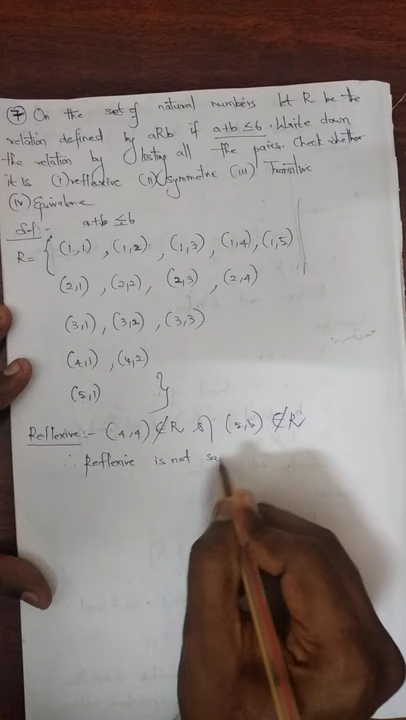 ⑦ On the set of natural numbers let R be the
relation defined by aRb if a+b ≤ 6. Write down
the relation by listing all the pairs. Check whether
it is (i) reflexive (ii) symmetric (iii) Transitive
(iv) Equivalence
Sol:- a+b ≤ 6
R = { (1,1), (1,2), (1,3), (1,4), (1,5)
(2,1), (2,2), (2,3), (2,4)
(3,1), (3,2), (3,3)
(4,1), (4,2)
(5,1) }
Reflexive:- (4,4) ∉ R (5,5) ∉ R
∴ Reflexive is not sa